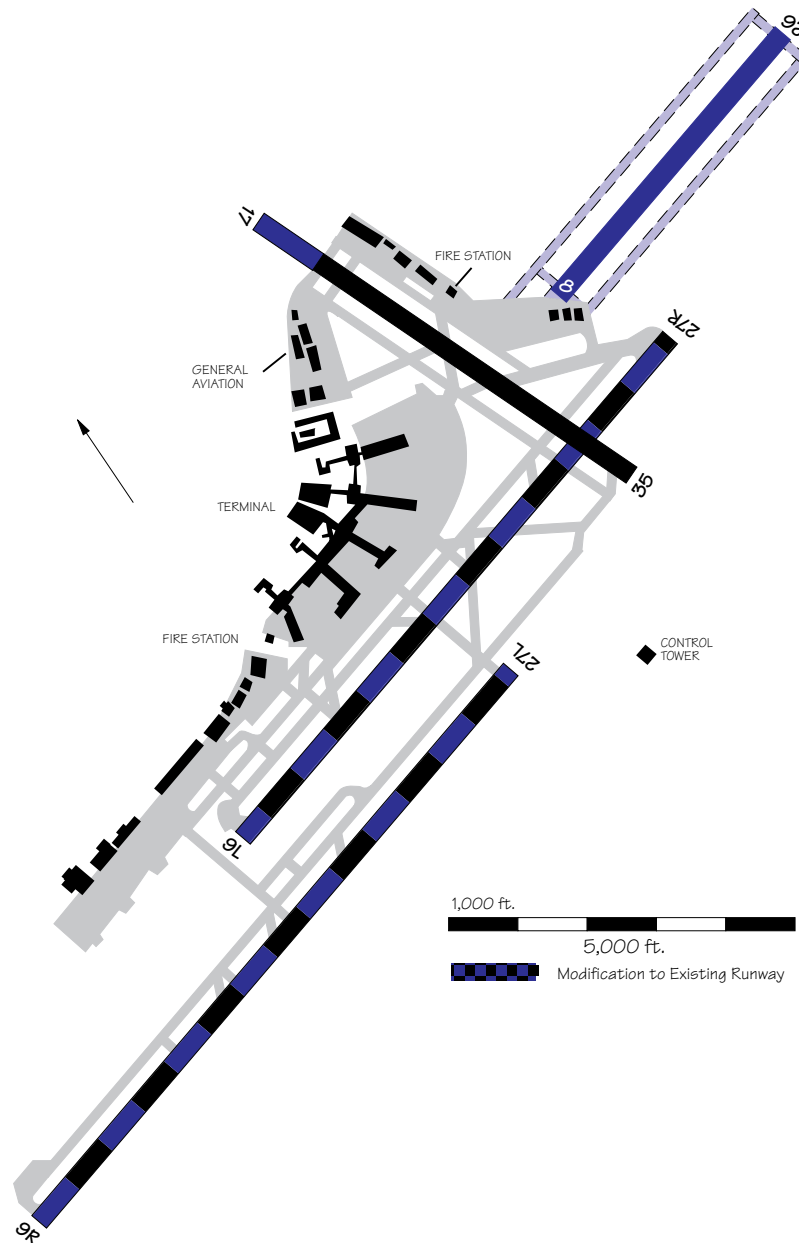 26
17
FIRE STATION
8
27R
GENERAL
AVIATION
35
TERMINAL
FIRE STATION
CONTROL
TOWER
27L
9L
1,000 ft.
5,000 ft.
Modification to Existing Runway
9R